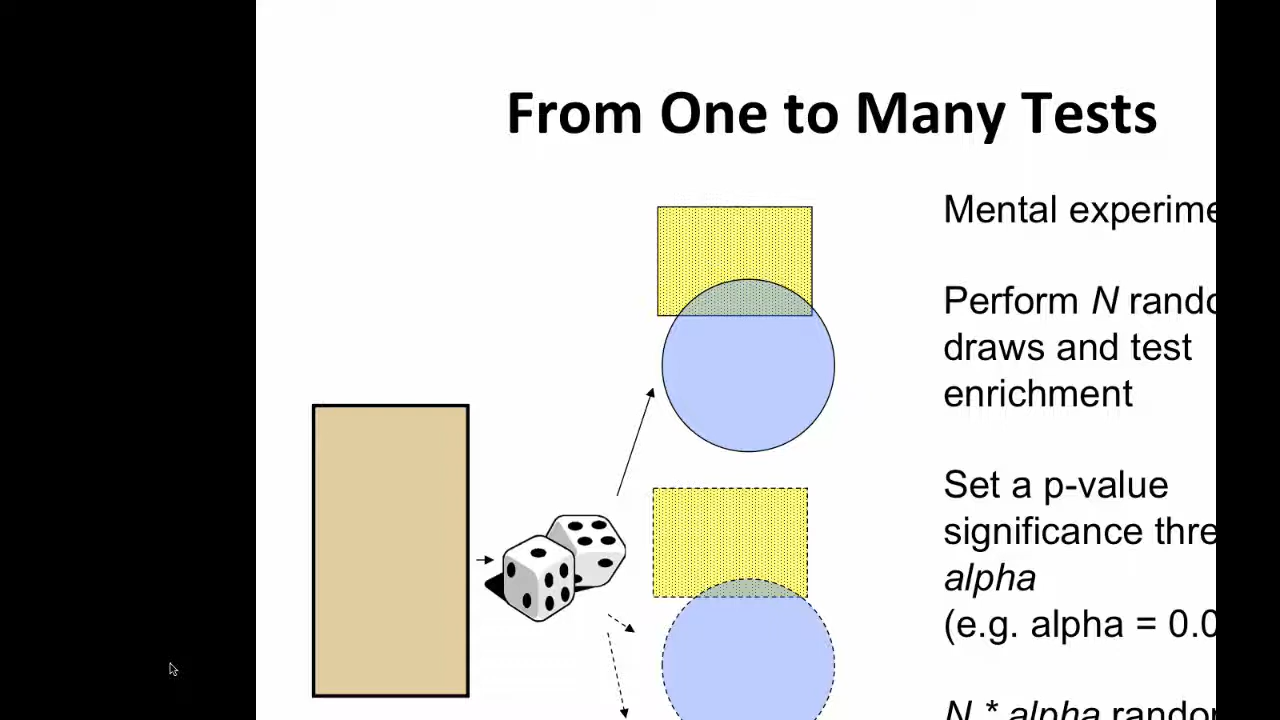 From One to Many Tests
Mental experime
Perform N rando
draws and test
enrichment
Set a p-value
significance thre
alpha
(e.g. alpha = 0.0
N * alpha random